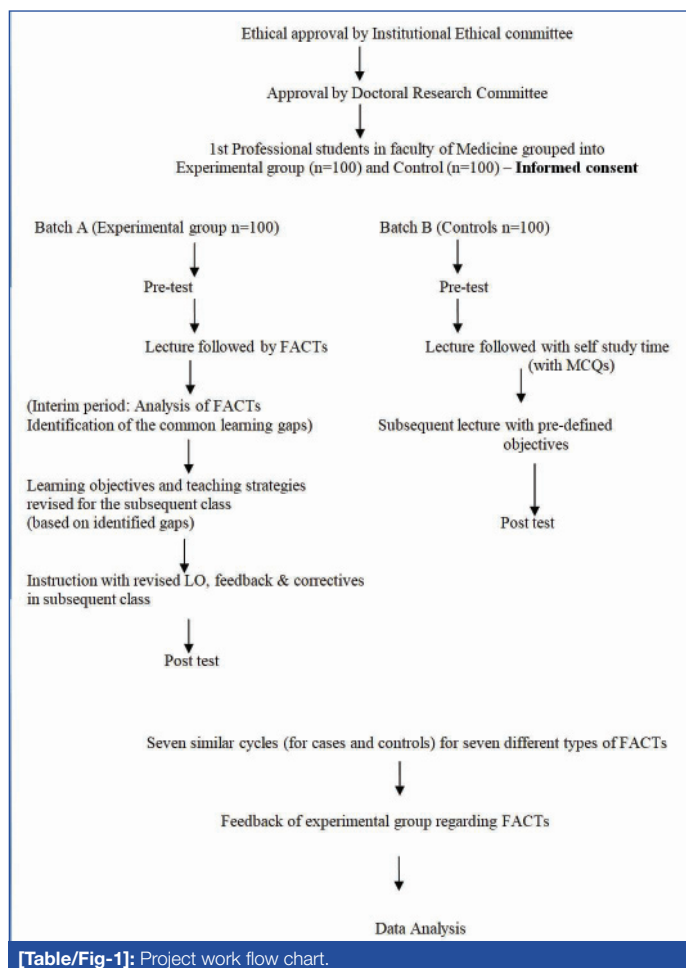 Ethical approval by Institutional Ethical committee
Approval by Doctoral Research Committee
1st Professional students in faculty of Medicine grouped into
Experimental group (n=100) and Control (n=100) – Informed consent
Batch A (Experimental group n=100)
Pre-test
Lecture followed by FACTs
(Interim period: Analysis of FACTs
Identification of the common learning gaps)
Learning objectives and teaching strategies
revised for the subsequent class
(based on identified gaps)
Instruction with revised LO, feedback & correctives
in subsequent class
Post test
Batch B (Controls n=100)
Pre-test
Lecture followed with self study time
(with MCQs)
Subsequent lecture with pre-defined
objectives
Post test
Seven similar cycles (for cases and controls) for seven different types of FACTs
Feedback of experimental group regarding FACTs
Data Analysis
[Table/Fig-1]: Project work flow chart.